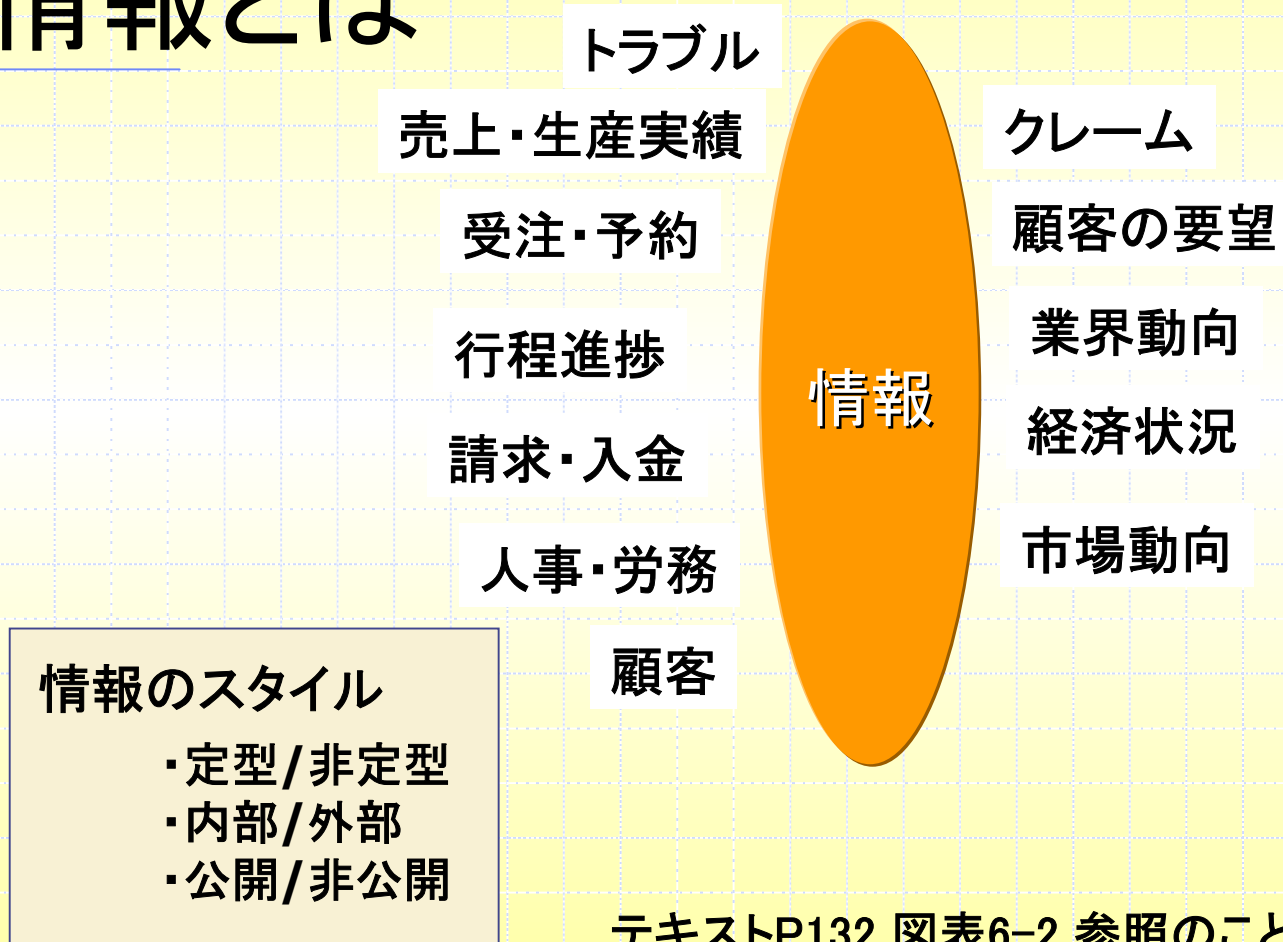 情報とは
トラブル
売上・生産実績
受注・予約
行程進捗
請求・入金
人事・労務
顧客
情報
クレーム
顧客の要望
業界動向
経済状況
市場動向
情報のスタイル
・定型/非定型
・内部/外部
・公開/非公開
テキストP132 図表6-2 参照のこと